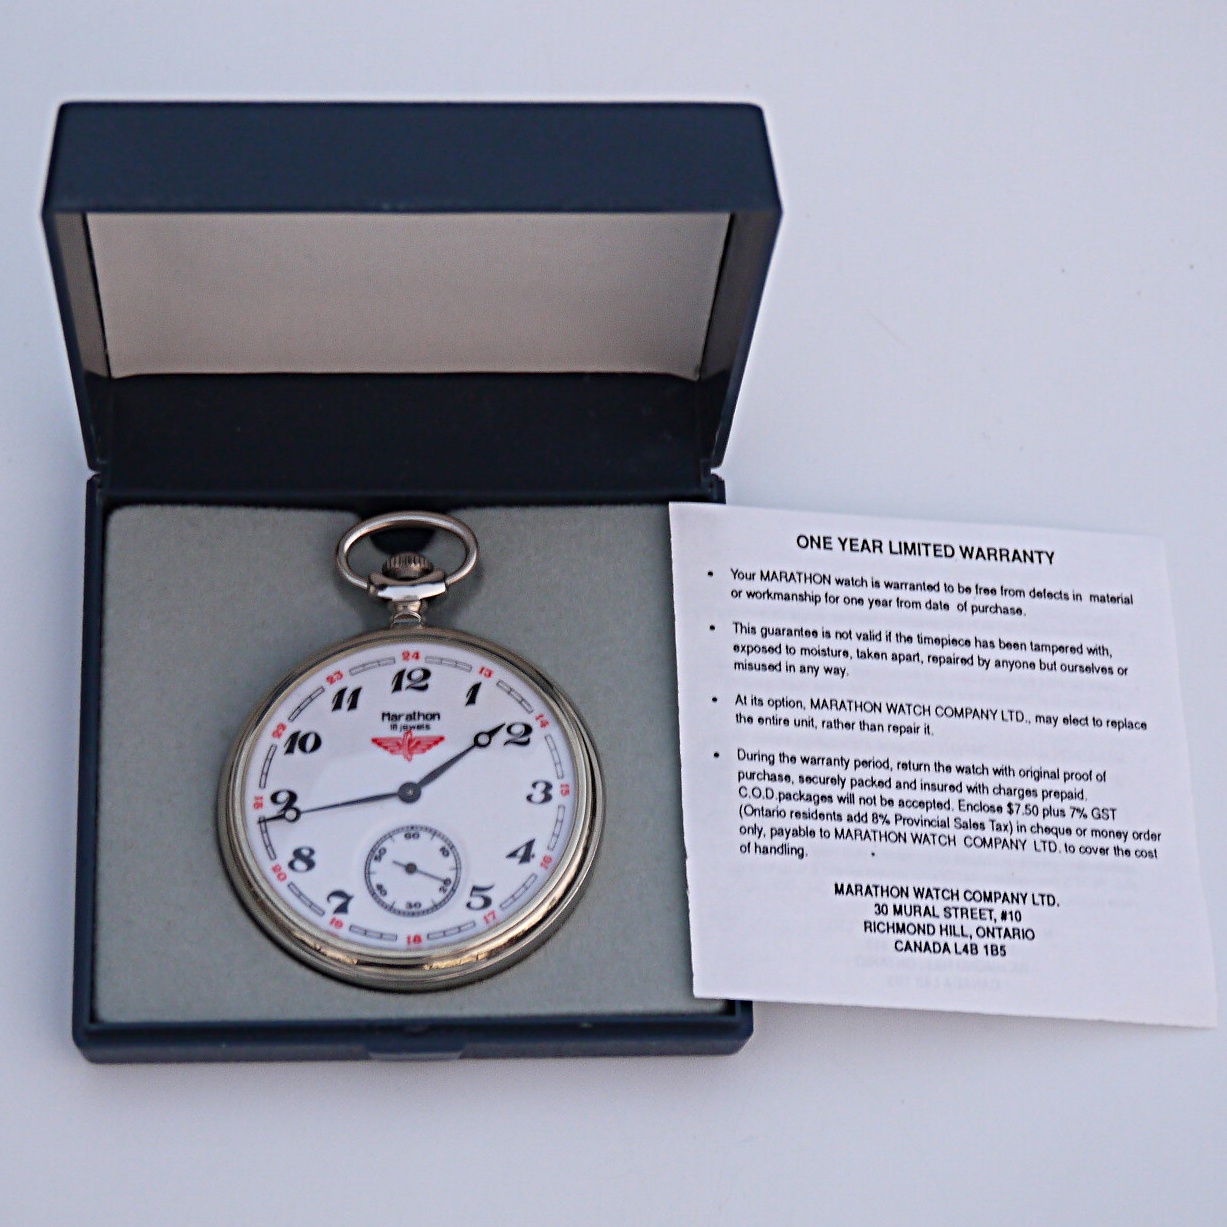 24
23 13
12
11 1
Marathon
18 jewels
22 14
10 2
21 9 3 15
60
50 10
8 4
20 16
40 20
30
7 5
19 17
18
ONE YEAR LIMITED WARRANTY
• Your MARATHON watch is warranted to be free from defects in material
or workmanship for one year from date of purchase.
• This guarantee is not valid if the timepiece has been tampered with,
exposed to moisture, taken apart, repaired by anyone but ourselves or
misused in any way.
• At its option, MARATHON WATCH COMPANY LTD., may elect to replace
the entire unit, rather than repair it.
• During the warranty period, return the watch with original proof of
purchase, securely packed and insured with charges prepaid.
C.O.D.packages will not be accepted. Enclose $7.50 plus 7% GST
(Ontario residents add 8% Provincial Sales Tax) in cheque or money order
only, payable to MARATHON WATCH COMPANY LTD. to cover the cost
of handling.
MARATHON WATCH COMPANY LTD.
30 MURAL STREET, #10
RICHMOND HILL, ONTARIO
CANADA L4B 1B5